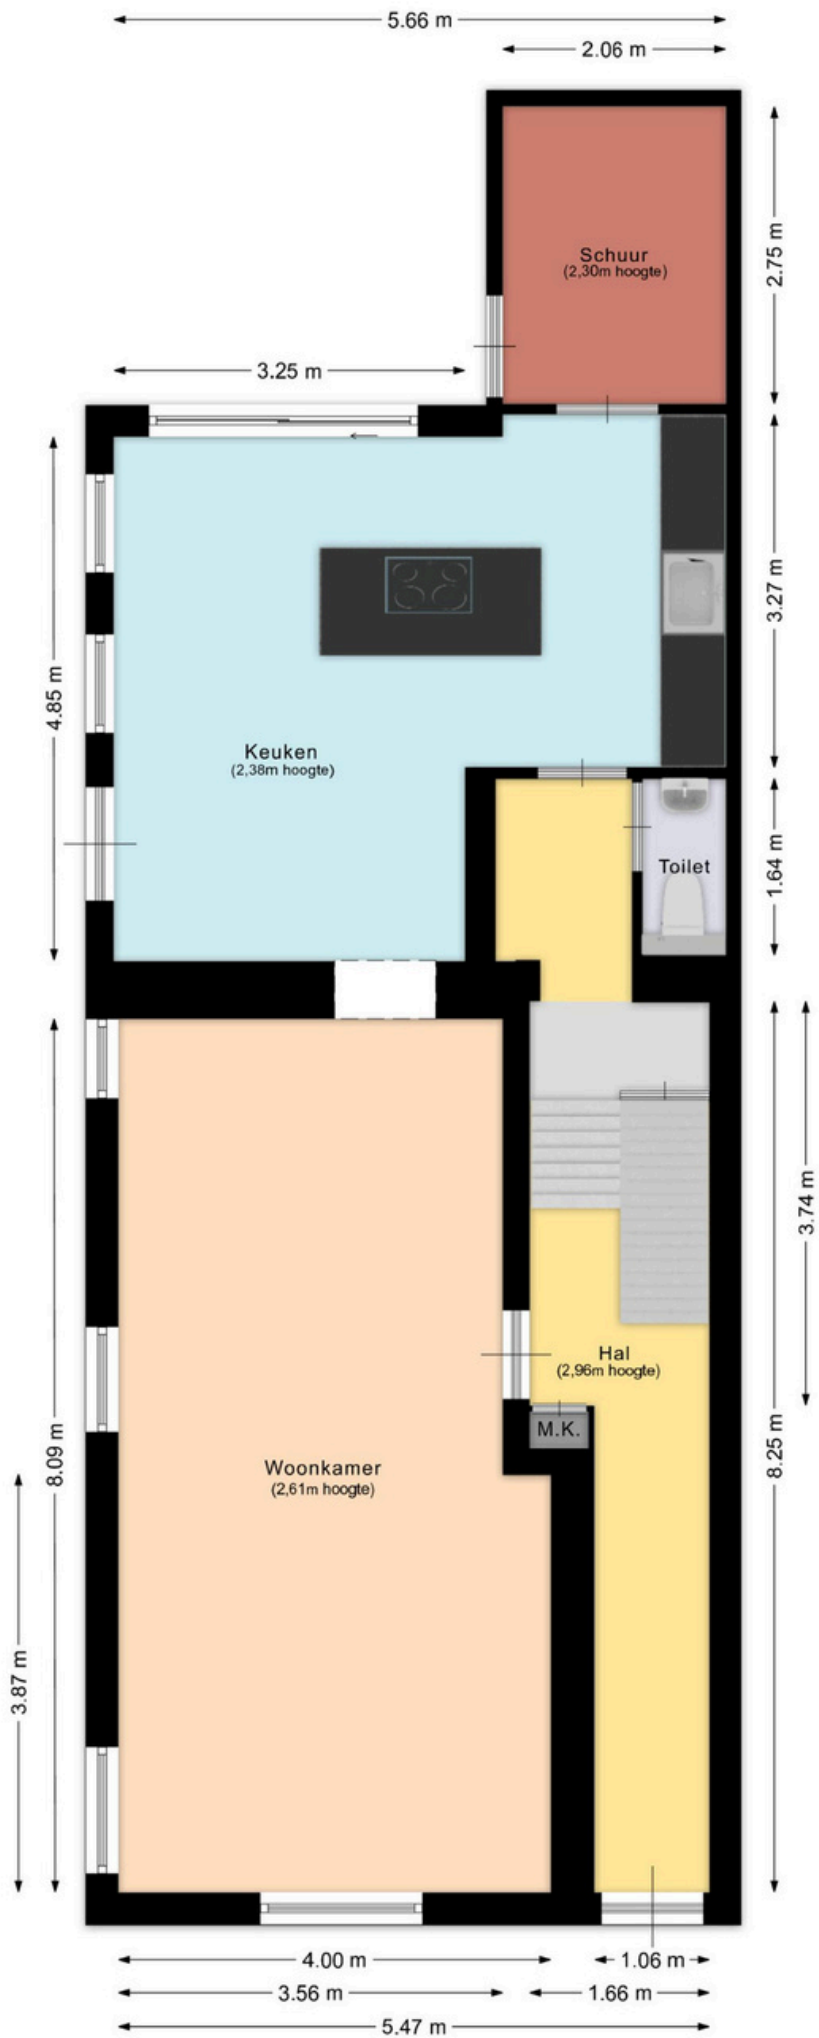 5.66 m
2.06 m
Schuur
(2,30m hoogte)
2.75 m
3.25 m
3.27 m
4.85 m
Keuken
(2,38m hoogte)
Toilet
1.64 m
3.74 m
Hal
(2,96m hoogte)
M.K.
8.09 m
8.25 m
Woonkamer
(2,61m hoogte)
3.87 m
4.00 m
1.06 m
3.56 m
1.66 m
5.47 m